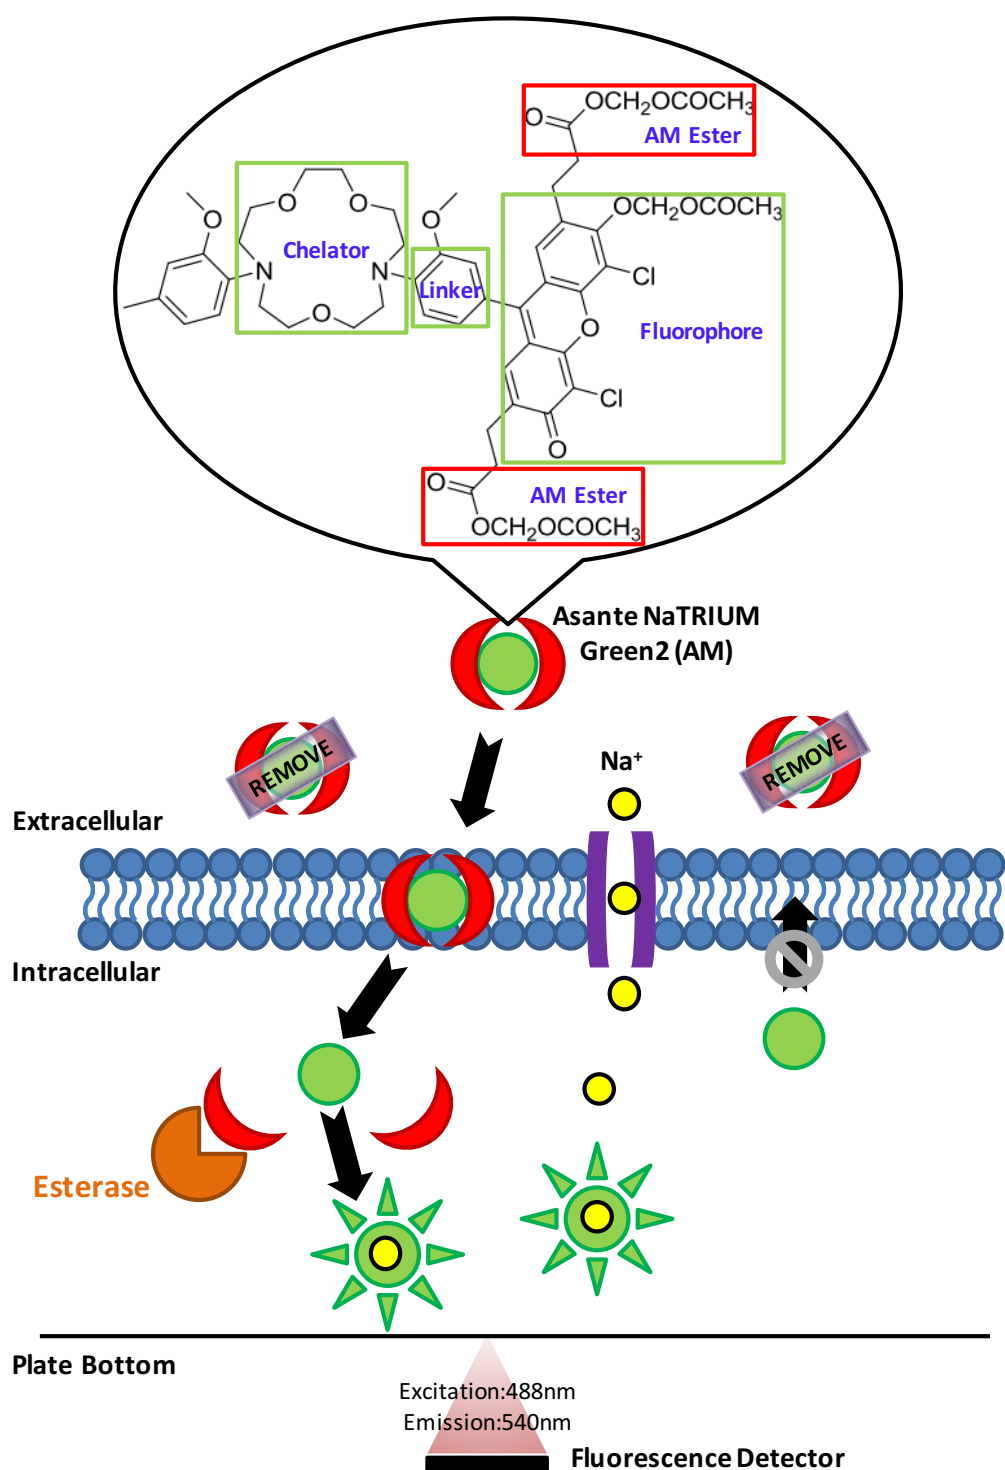 OCH₂OCOCH₃
O
AM Ester
O
O
O
OCH₂OCOCH₃
Chelator
N
N
Linker
Cl
O
O
Fluorophore
Cl
O
O
AM Ester
OCH₂OCOCH₃
Asante NaTRIUM
Green2 (AM)
REMOVE
REMOVE
Na⁺
Extracellular
Intracellular
Esterase
Plate Bottom
Excitation:488nm
Emission:540nm
Fluorescence Detector